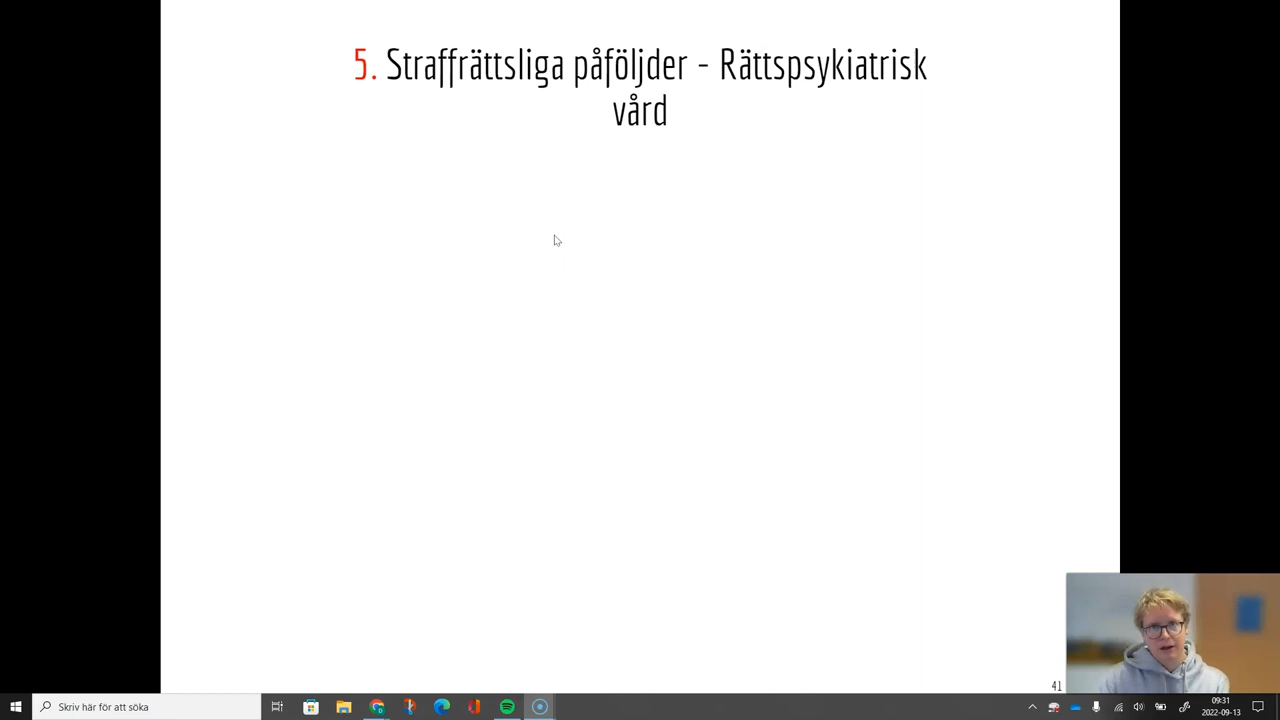 5. Straffrättsliga påföljder - Rättspsykiatrisk
vård
41
Skriv här för att söka
09:31
2022-09-13